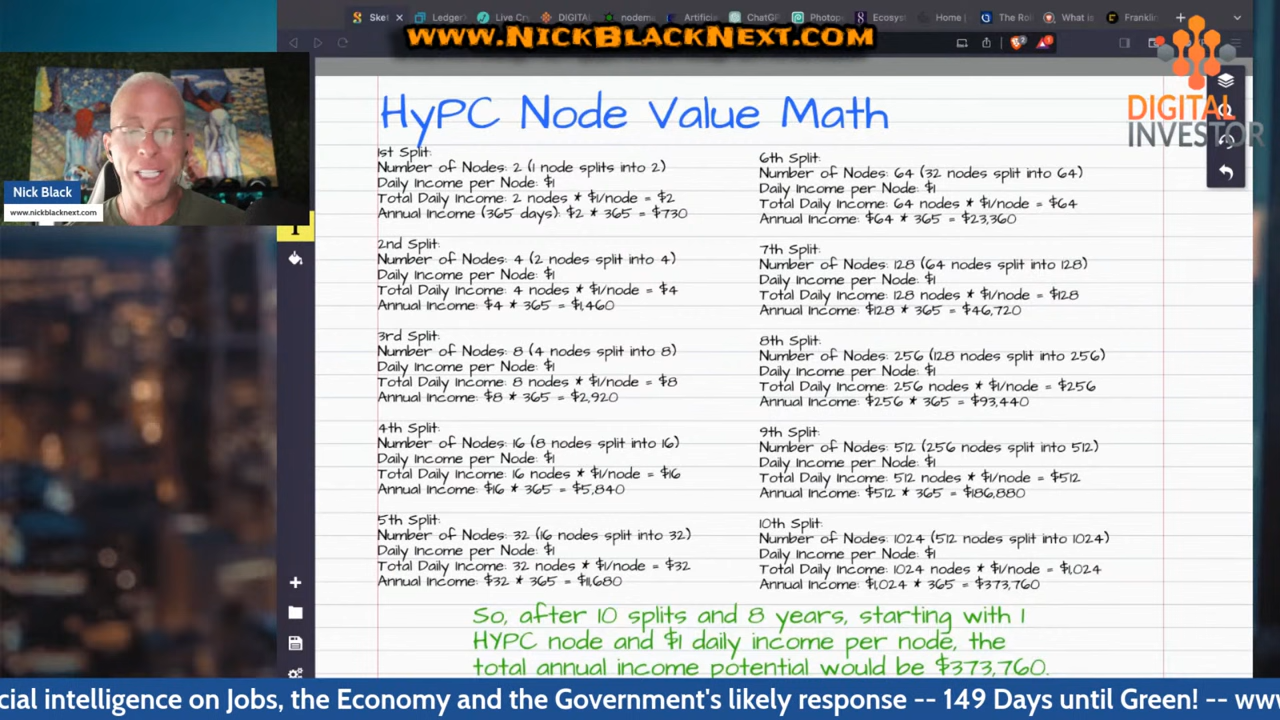 Ske
Ledger
Live Cry
DIGITAL
nodema
Artificia
ChatGP
Photop
Ecosyst
Home |
The Rol
What is
Franklin
www.NickBlackNext.com
DIGITAL
INVESTOR
HyPC Node Value Math
1st Split:
Number of Nodes: 2 (1 node splits into 2)
Daily Income per Node: $1
Total Daily Income: 2 nodes * $1/node = $2
Annual Income (365 days): $2 * 365 = $730
2nd Split:
Number of Nodes: 4 (2 nodes split into 4)
Daily Income per Node: $1
Total Daily Income: 4 nodes * $1/node = $4
Annual Income: $4 * 365 = $1,460
3rd Split:
Number of Nodes: 8 (4 nodes split into 8)
Daily Income per Node: $1
Total Daily Income: 8 nodes * $1/node = $8
Annual Income: $8 * 365 = $2,920
4th Split:
Number of Nodes: 16 (8 nodes split into 16)
Daily Income per Node: $1
Total Daily Income: 16 nodes * $1/node = $16
Annual Income: $16 * 365 = $5,840
5th Split:
Number of Nodes: 32 (16 nodes split into 32)
Daily Income per Node: $1
Total Daily Income: 32 nodes * $1/node = $32
Annual Income: $32 * 365 = $11,680
6th Split:
Number of Nodes: 64 (32 nodes split into 64)
Daily Income per Node: $1
Total Daily Income: 64 nodes * $1/node = $64
Annual Income: $64 * 365 = $23,360
7th Split:
Number of Nodes: 128 (64 nodes split into 128)
Daily Income per Node: $1
Total Daily Income: 128 nodes * $1/node = $128
Annual Income: $128 * 365 = $46,720
8th Split:
Number of Nodes: 256 (128 nodes split into 256)
Daily Income per Node: $1
Total Daily Income: 256 nodes * $1/node = $256
Annual Income: $256 * 365 = $93,440
9th Split:
Number of Nodes: 512 (256 nodes split into 512)
Daily Income per Node: $1
Total Daily Income: 512 nodes * $1/node = $512
Annual Income: $512 * 365 = $186,880
10th Split:
Number of Nodes: 1024 (512 nodes split into 1024)
Daily Income per Node: $1
Total Daily Income: 1024 nodes * $1/node = $1,024
Annual Income: $1,024 * 365 = $373,760
So, after 10 splits and 8 years, starting with 1
HYPC node and $1 daily income per node, the
total annual income potential would be $373,760.
Nick Black
www.nickblacknext.com
cial intelligence on Jobs, the Economy and the Government's likely response -- 149 Days until Green! -- ww